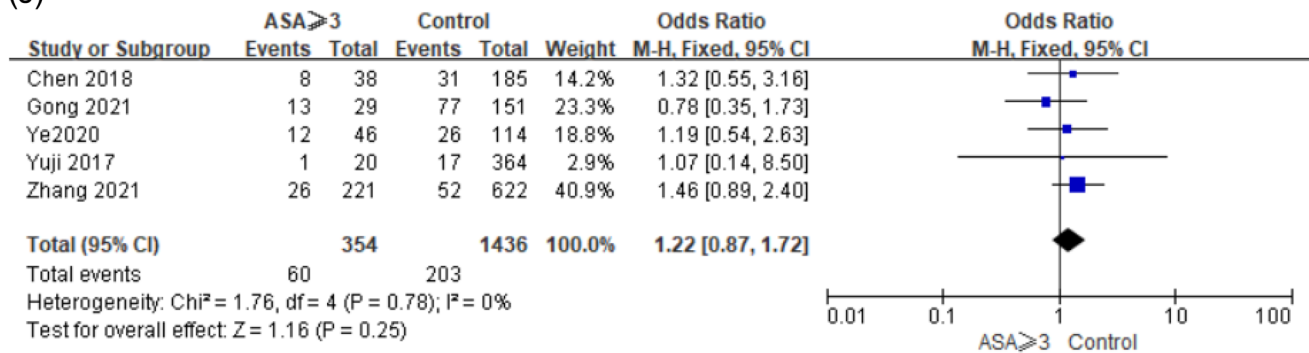 ASA⩾3 Control Odds Ratio Odds Ratio
Study or Subgroup Events Total Events Total Weight M-H, Fixed, 95% CI M-H, Fixed, 95% CI
Chen 2018 8 38 31 185 14.2% 1.32 [0.55, 3.16]
Gong 2021 13 29 77 151 23.3% 0.78 [0.35, 1.73]
Ye2020 12 46 26 114 18.8% 1.19 [0.54, 2.63]
Yuji 2017 1 20 17 364 2.9% 1.07 [0.14, 8.50]
Zhang 2021 26 221 52 622 40.9% 1.46 [0.89, 2.40]
Total (95% CI) 354 1436 100.0% 1.22 [0.87, 1.72]
Total events 60 203
Heterogeneity: Chi² = 1.76, df = 4 (P = 0.78); I² = 0%
Test for overall effect: Z = 1.16 (P = 0.25)
0.01 0.1 1 10 100
ASA⩾3 Control